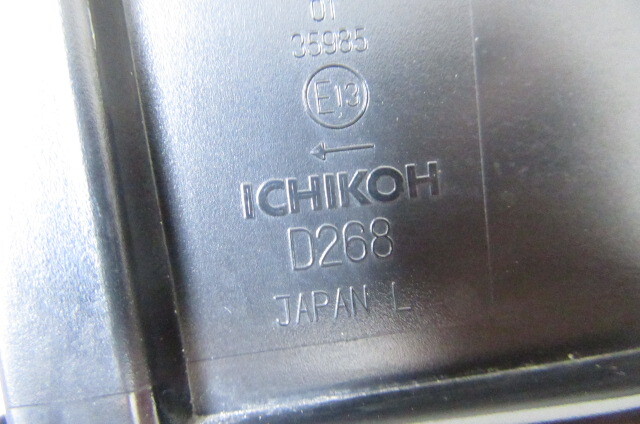 01
35985
E13
←
ICHIKOH
D268
JAPAN L